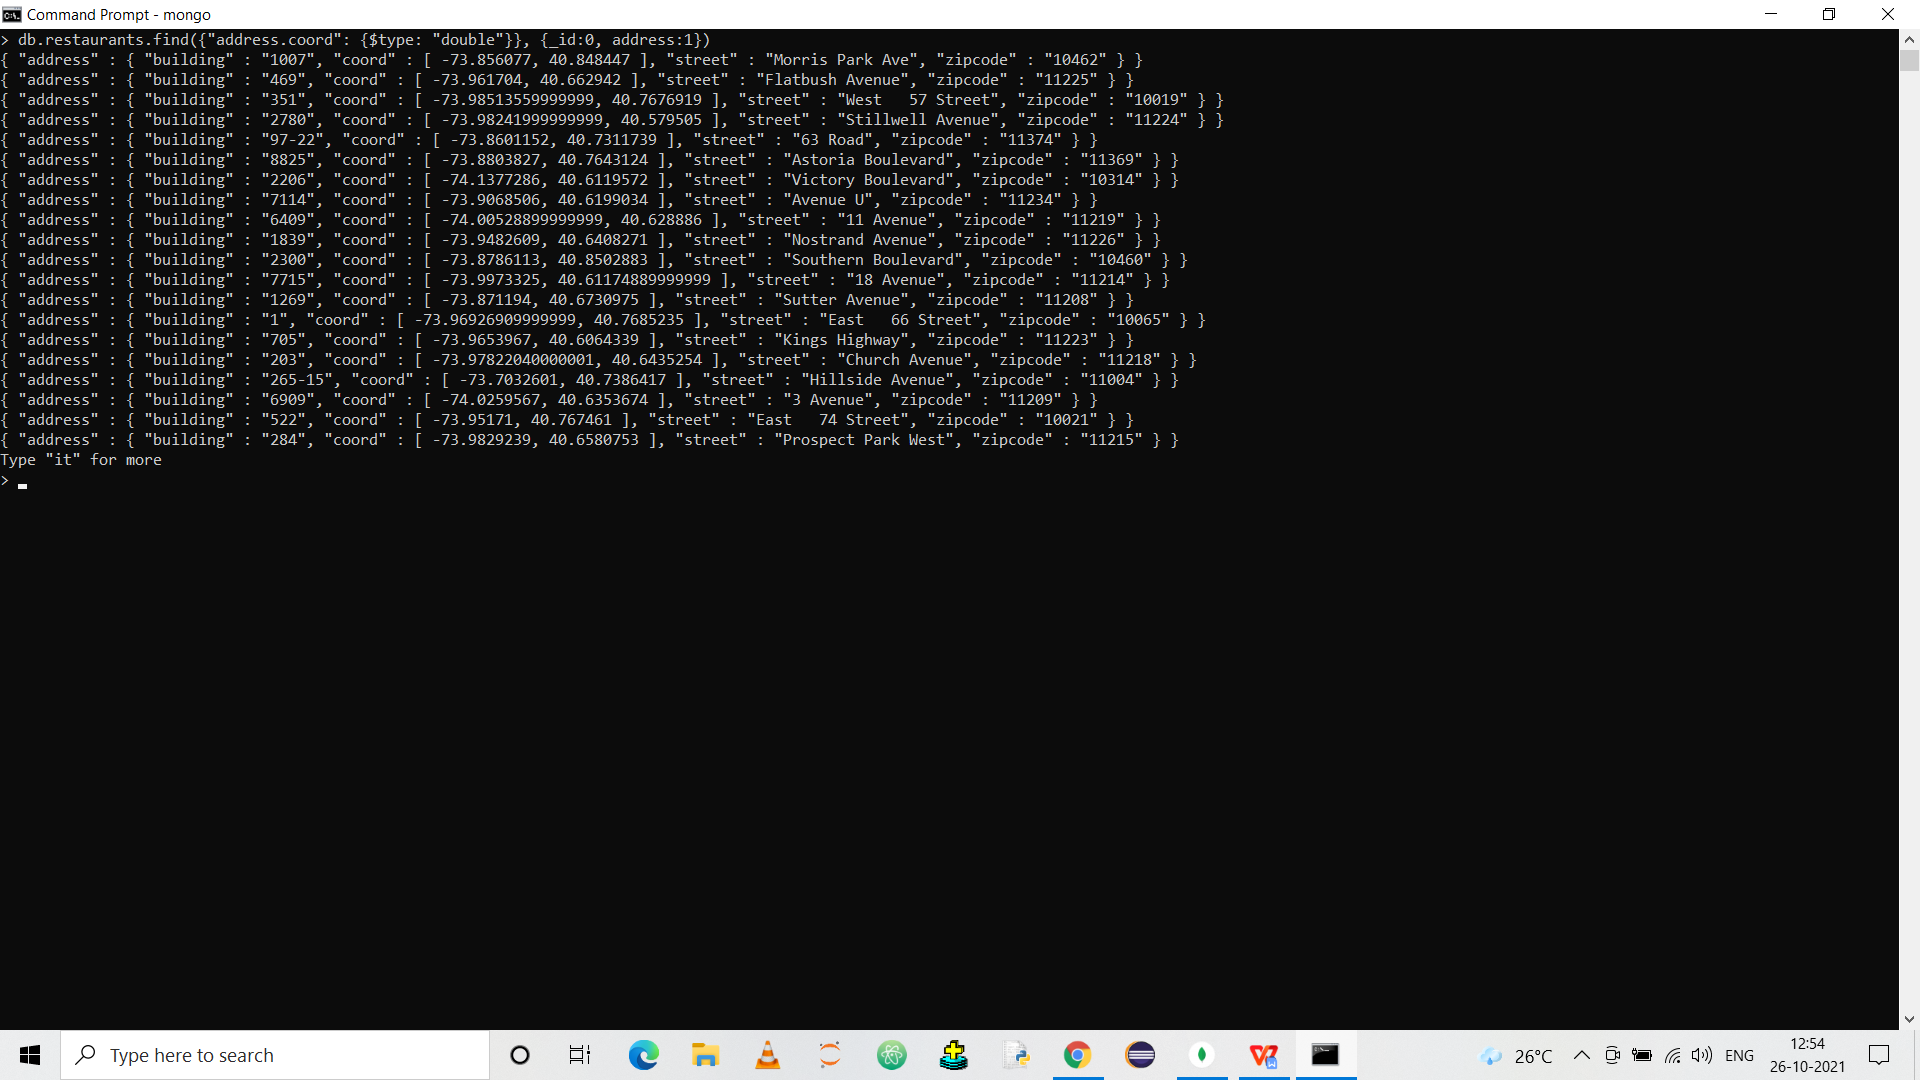 Command Prompt - mongo
> db.restaurants.find({"address.coord": {$type: "double"}}, {_id:0, address:1})
{ "address" : { "building" : "1007", "coord" : [ -73.856077, 40.848447 ], "street" : "Morris Park Ave", "zipcode" : "10462" } }
{ "address" : { "building" : "469", "coord" : [ -73.961704, 40.662942 ], "street" : "Flatbush Avenue", "zipcode" : "11225" } }
{ "address" : { "building" : "351", "coord" : [ -73.98513559999999, 40.7676919 ], "street" : "West   57 Street", "zipcode" : "10019" } }
{ "address" : { "building" : "2780", "coord" : [ -73.98241999999999, 40.579505 ], "street" : "Stillwell Avenue", "zipcode" : "11224" } }
{ "address" : { "building" : "97-22", "coord" : [ -73.8601152, 40.7311739 ], "street" : "63 Road", "zipcode" : "11374" } }
{ "address" : { "building" : "8825", "coord" : [ -73.8803827, 40.7643124 ], "street" : "Astoria Boulevard", "zipcode" : "11369" } }
{ "address" : { "building" : "2206", "coord" : [ -74.1377286, 40.6119572 ], "street" : "Victory Boulevard", "zipcode" : "10314" } }
{ "address" : { "building" : "7114", "coord" : [ -73.9068506, 40.6199034 ], "street" : "Avenue U", "zipcode" : "11234" } }
{ "address" : { "building" : "6409", "coord" : [ -74.00528899999999, 40.628886 ], "street" : "11 Avenue", "zipcode" : "11219" } }
{ "address" : { "building" : "1839", "coord" : [ -73.9482609, 40.6408271 ], "street" : "Nostrand Avenue", "zipcode" : "11226" } }
{ "address" : { "building" : "2300", "coord" : [ -73.8786113, 40.8502883 ], "street" : "Southern Boulevard", "zipcode" : "10460" } }
{ "address" : { "building" : "7715", "coord" : [ -73.9973325, 40.61174889999999 ], "street" : "18 Avenue", "zipcode" : "11214" } }
{ "address" : { "building" : "1269", "coord" : [ -73.871194, 40.6730975 ], "street" : "Sutter Avenue", "zipcode" : "11208" } }
{ "address" : { "building" : "1", "coord" : [ -73.96926909999999, 40.7685235 ], "street" : "East   66 Street", "zipcode" : "10065" } }
{ "address" : { "building" : "705", "coord" : [ -73.9653967, 40.6064339 ], "street" : "Kings Highway", "zipcode" : "11223" } }
{ "address" : { "building" : "203", "coord" : [ -73.97822040000001, 40.6435254 ], "street" : "Church Avenue", "zipcode" : "11218" } }
{ "address" : { "building" : "265-15", "coord" : [ -73.7032601, 40.7386417 ], "street" : "Hillside Avenue", "zipcode" : "11004" } }
{ "address" : { "building" : "6909", "coord" : [ -74.0259567, 40.6353674 ], "street" : "3 Avenue", "zipcode" : "11209" } }
{ "address" : { "building" : "522", "coord" : [ -73.95171, 40.767461 ], "street" : "East   74 Street", "zipcode" : "10021" } }
{ "address" : { "building" : "284", "coord" : [ -73.9829239, 40.6580753 ], "street" : "Prospect Park West", "zipcode" : "11215" } }
Type "it" for more
>
Type here to search
26°C
ENG
12:54
26-10-2021